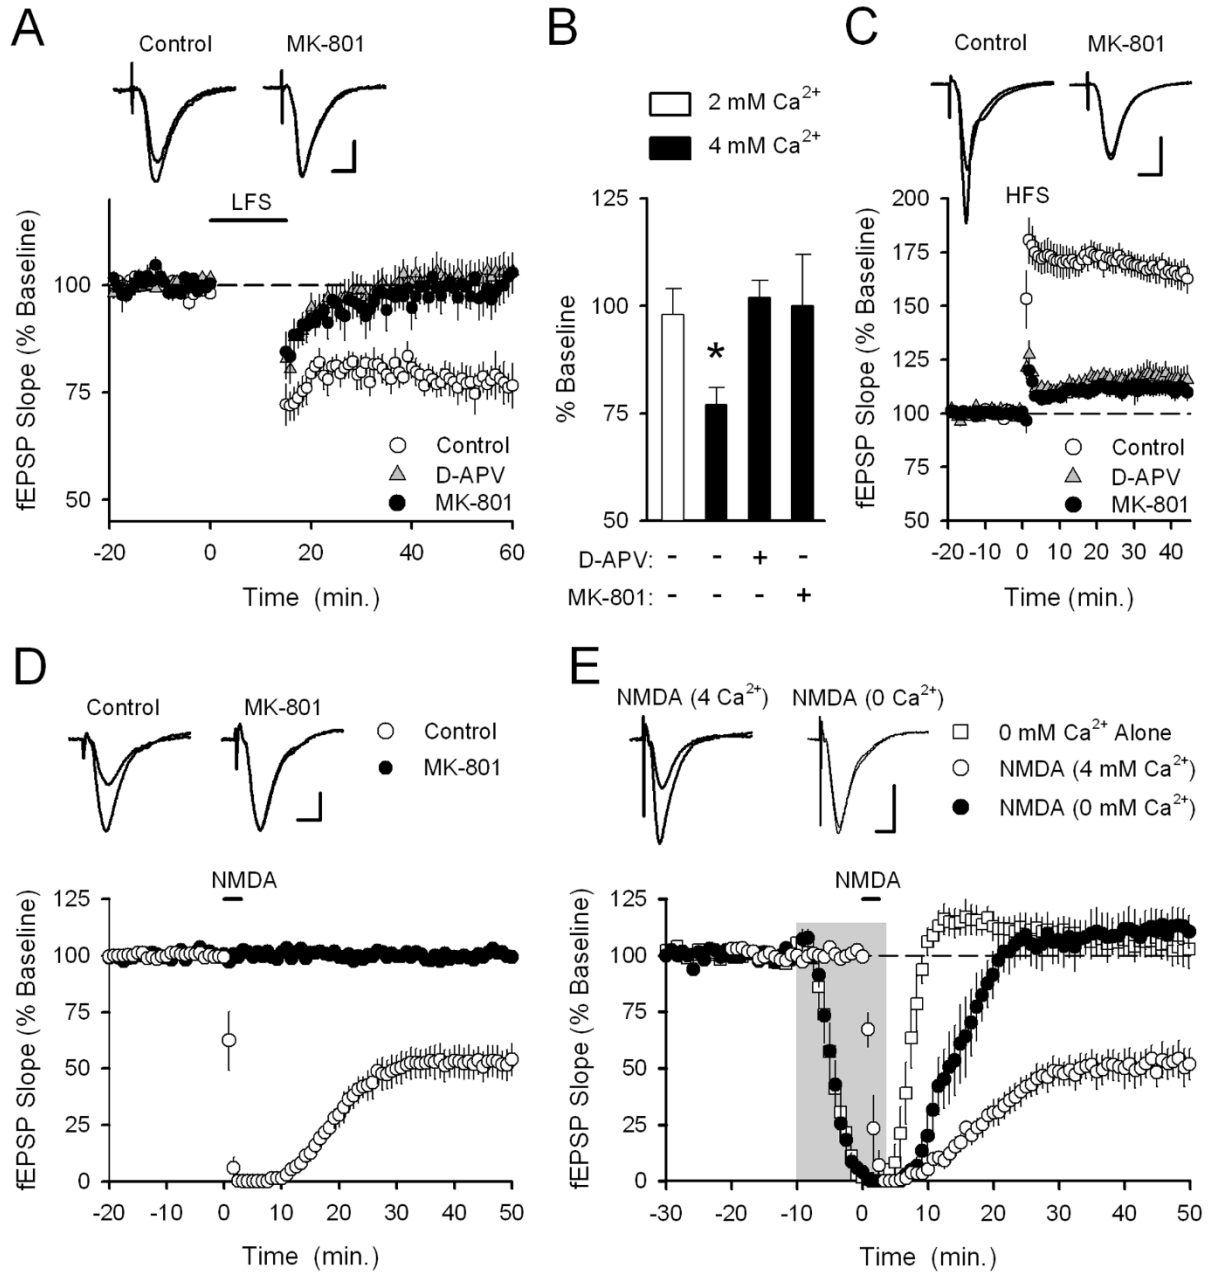 A
Control
MK-801
LFS
fEPSP Slope (% Baseline)
100
75
50
Control
D-APV
MK-801
-20
0
20
40
60
Time (min.)
B
2 mM Ca²⁺
4 mM Ca²⁺
% Baseline
125
100
75
50
*
D-APV: - - + -
MK-801: - - - +
C
Control
MK-801
HFS
fEPSP Slope (% Baseline)
200
175
150
125
100
75
50
Control
D-APV
MK-801
-20
-10
0
10
20
30
40
Time (min.)
D
Control
MK-801
Control
MK-801
NMDA
fEPSP Slope (% Baseline)
125
100
75
50
25
0
-20
-10
0
10
20
30
40
50
Time (min.)
E
NMDA (4 Ca²⁺)
NMDA (0 Ca²⁺)
0 mM Ca²⁺ Alone
NMDA (4 mM Ca²⁺)
NMDA (0 mM Ca²⁺)
NMDA
fEPSP Slope (% Baseline)
125
100
75
50
25
0
-30
-20
-10
0
10
20
30
40
50
Time (min.)